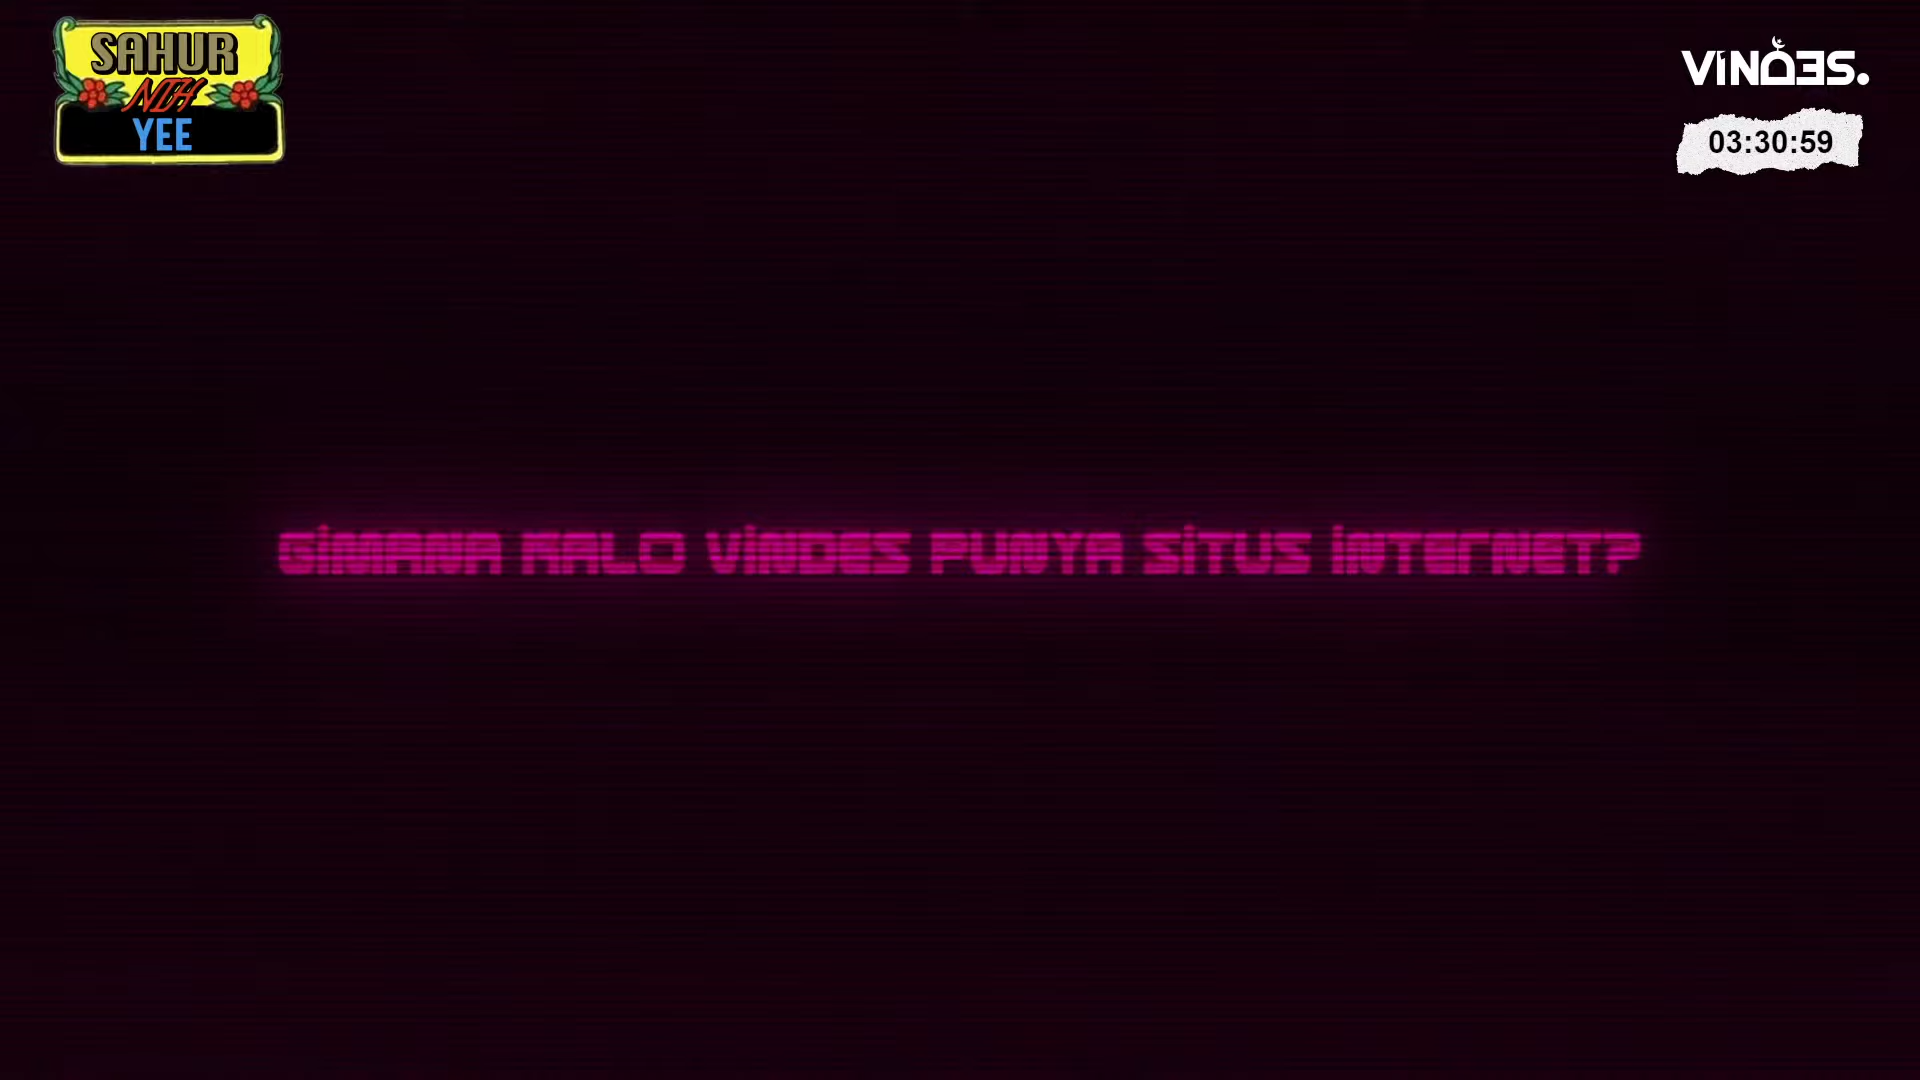 SAHUR
NIH
YEE
VINDES.
03:30:59
GIMANA KALO VINDES PUNYA SITUS INTERNET?